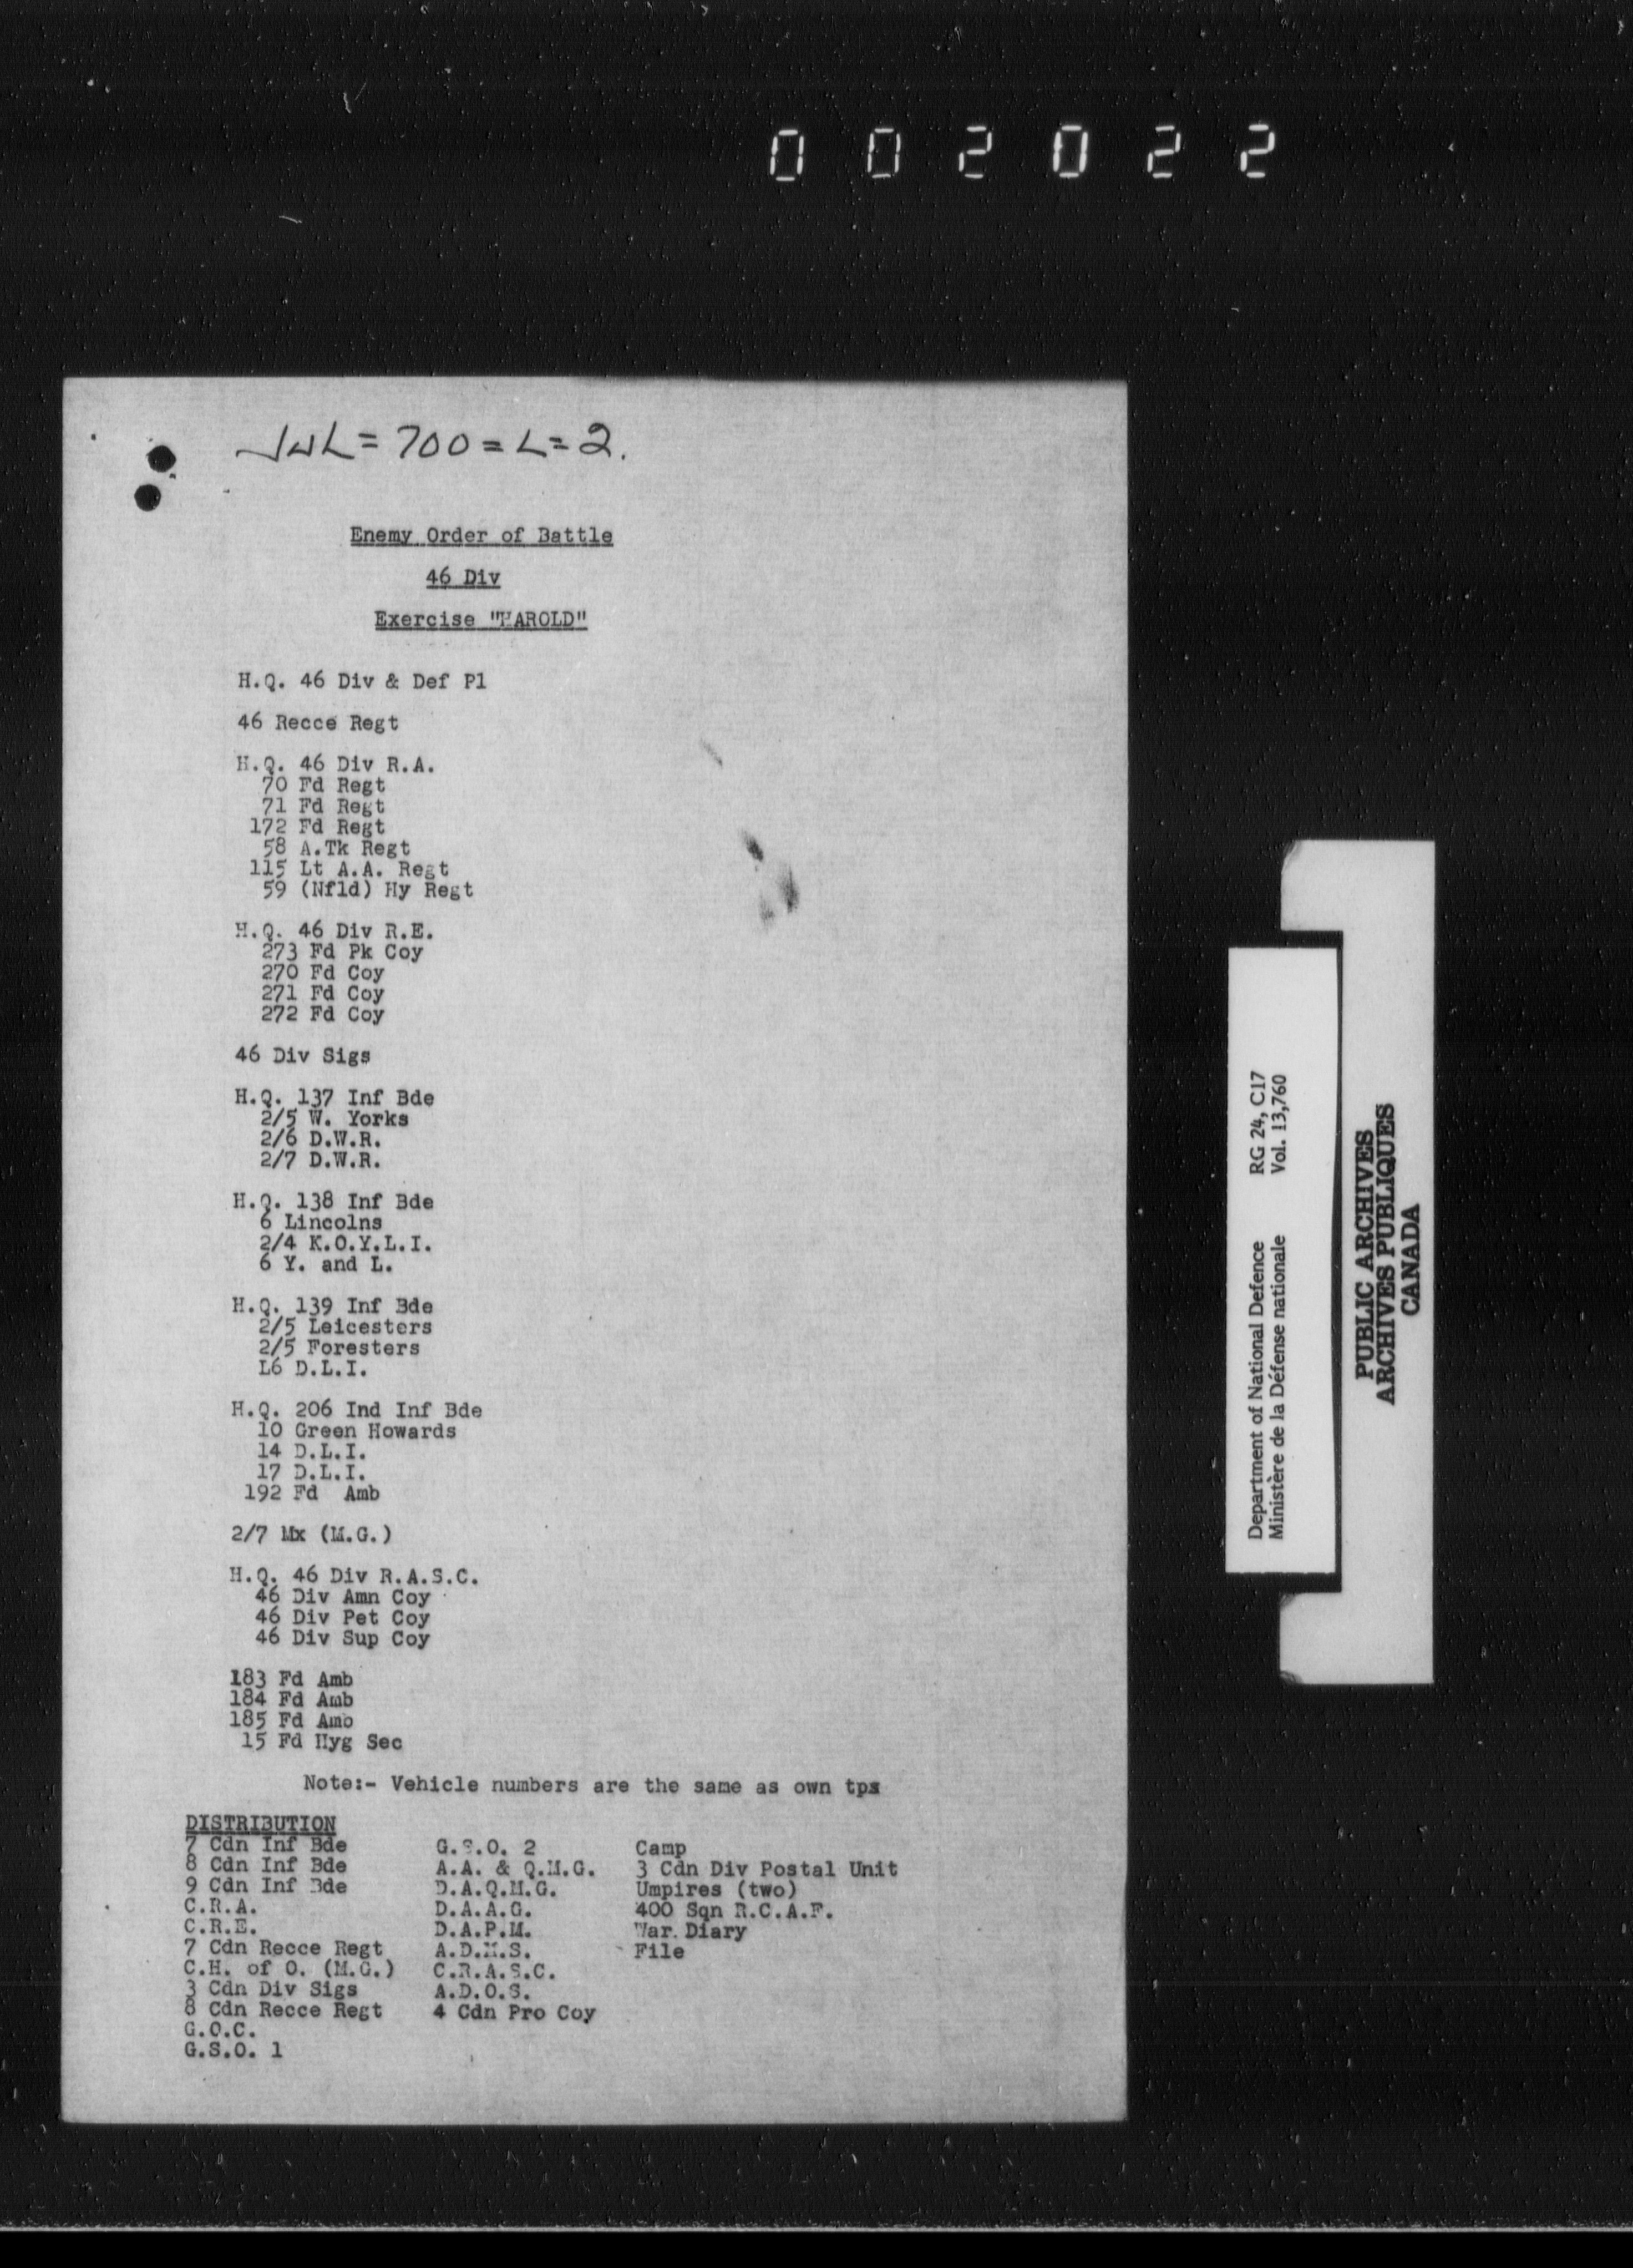 002022
JWL=700=L=2.
Enemy Order of Battle
46 Div
Exercise "HAROLD"
H.Q. 46 Div & Def Pl
46 Recce Regt
H.Q. 46 Div R.A.
70 Fd Regt
71 Fd Regt
172 Fd Regt
58 A.Tk Regt
115 Lt A.A. Regt
59 (Nfld) Hy Regt
H.Q. 46 Div R.E.
273 Fd Pk Coy
270 Fd Coy
271 Fd Coy
272 Fd Coy
46 Div Sigs
H.Q. 137 Inf Bde
2/5 W. Yorks
2/6 D.W.R.
2/7 D.W.R.
H.Q. 138 Inf Bde
6 Lincolns
2/4 K.O.Y.L.I.
6 Y. and L.
H.Q. 139 Inf Bde
2/5 Leicesters
2/5 Foresters
L6 D.L.I.
H.Q. 206 Ind Inf Bde
10 Green Howards
14 D.L.I.
17 D.L.I.
192 Fd Amb
2/7 Mx (M.G.)
H.Q. 46 Div R.A.S.C.
46 Div Amn Coy
46 Div Pet Coy
46 Div Sup Coy
183 Fd Amb
184 Fd Amb
185 Fd Amb
15 Fd Hyg Sec
Note:- Vehicle numbers are the same as own tps
DISTRIBUTION
7 Cdn Inf Bde
8 Cdn Inf Bde
9 Cdn Inf Bde
C.R.A.
C.R.E.
7 Cdn Recce Regt
C.H. of O. (M.G.)
3 Cdn Div Sigs
8 Cdn Recce Regt
G.O.C.
G.S.O. 1
G.S.O. 2
A.A. & Q.M.G.
D.A.Q.M.G.
D.A.A.G.
D.A.P.M.
A.D.M.S.
C.R.A.S.C.
A.D.O.S.
4 Cdn Pro Coy
Camp
3 Cdn Div Postal Unit
Umpires (two)
400 Sqn R.C.A.F.
War Diary
File
Department of National Defence RG 24, C17
Ministère de la Défense nationale Vol. 13,760
PUBLIC ARCHIVES
ARCHIVES PUBLIQUES
CANADA